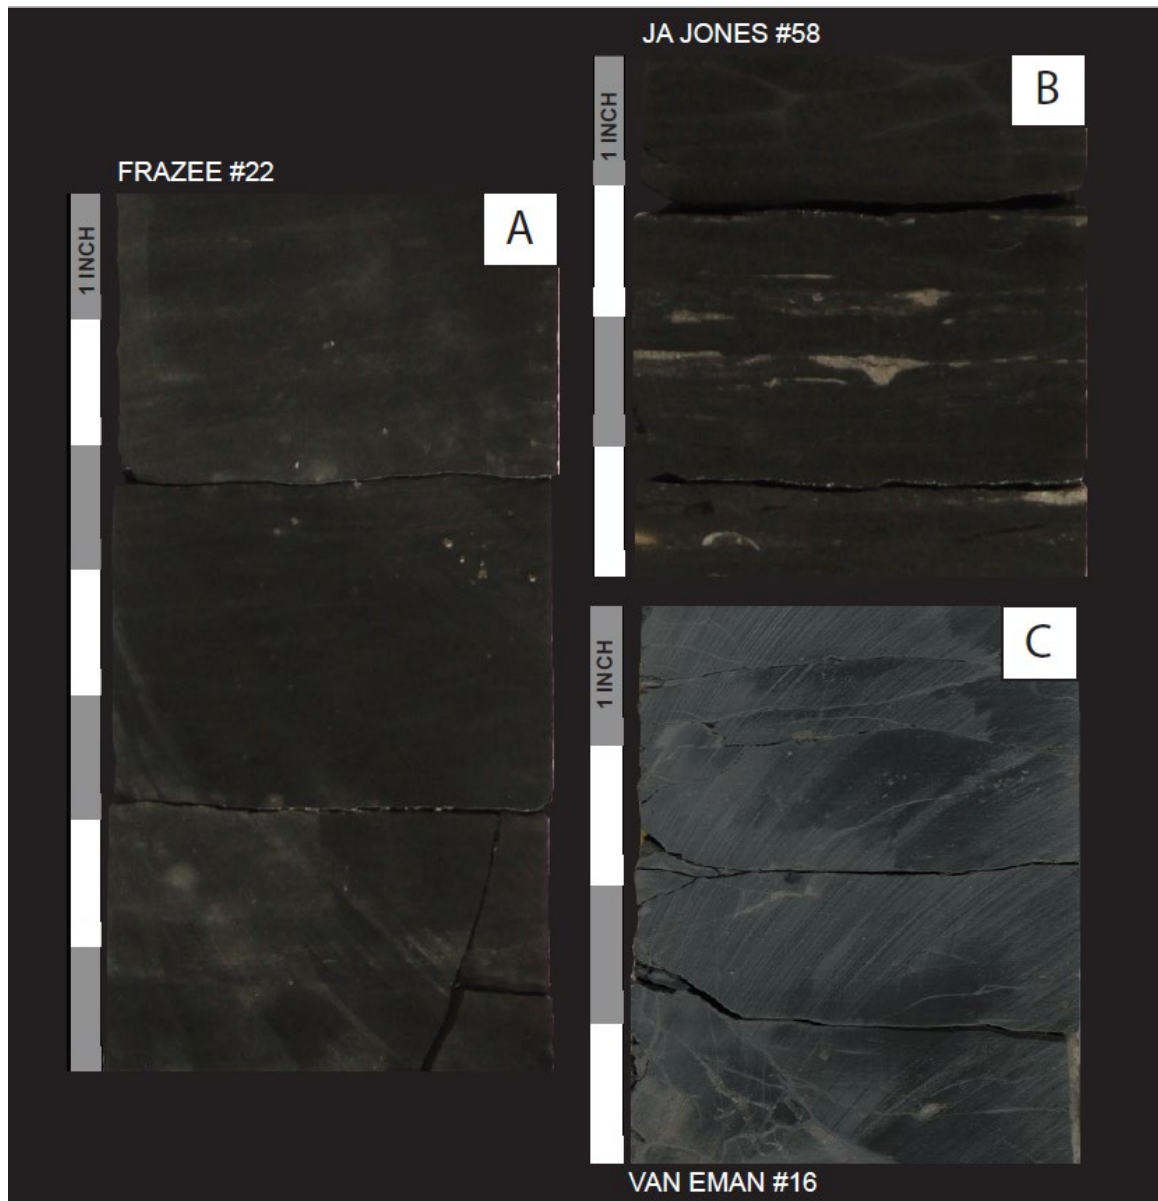 JA JONES #58
B
1 INCH
FRAZEE #22
A
1 INCH
C
1 INCH
VAN EMAN #16